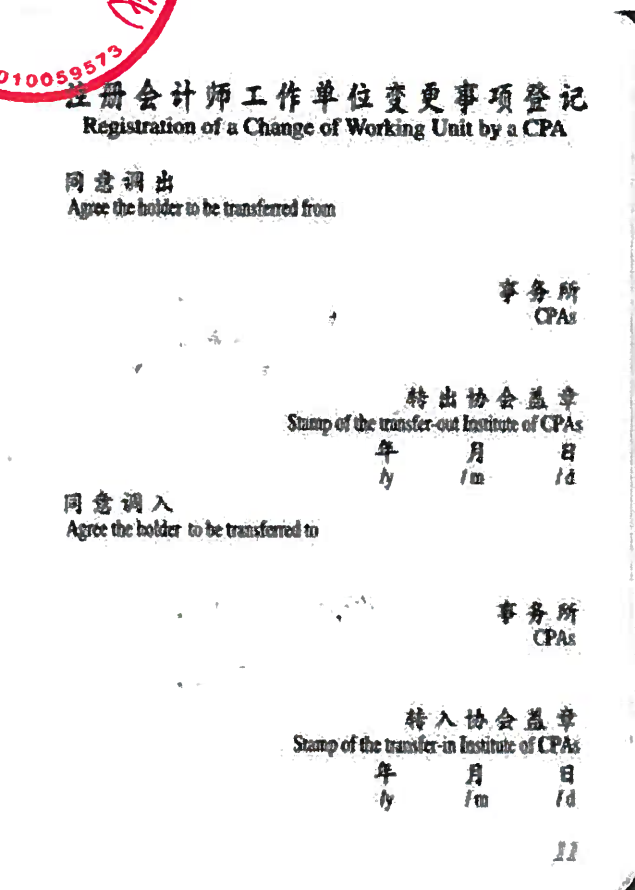 010059573
注册会计师工作单位变更事项登记
Registration of a Change of Working Unit by a CPA
同意调出
Agree the holder to be transferred from
事务所
CPAs
转出协会盖章
Stamp of the transfer-out Institute of CPAs
年 月 日
/y /m /d
同意调入
Agree the holder to be transferred to
事务所
CPAs
转入协会盖章
Stamp of the transfer-in Institute of CPAs
年 月 日
/y /m /d
11